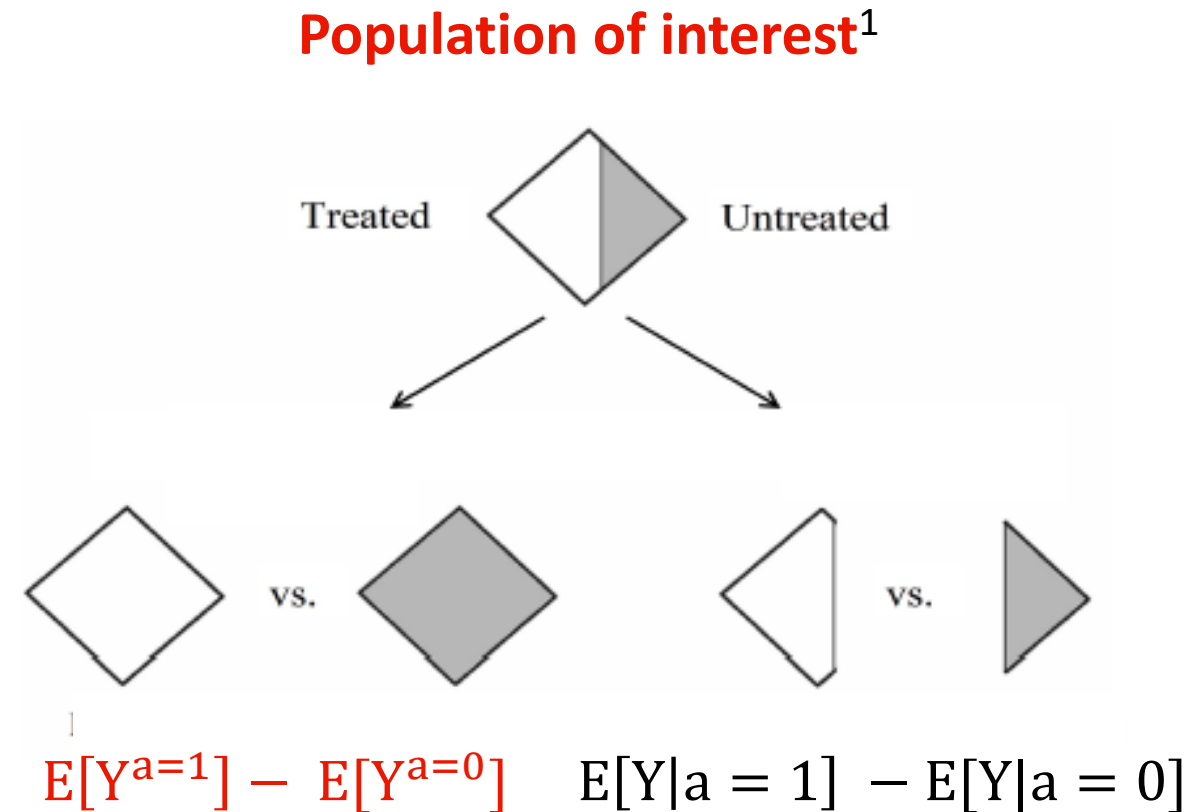 Population of interest¹
Treated
Untreated
vs.
vs.
E[Yᵃ⁼¹] − E[Yᵃ⁼⁰]
E[Y|a = 1] − E[Y|a = 0]